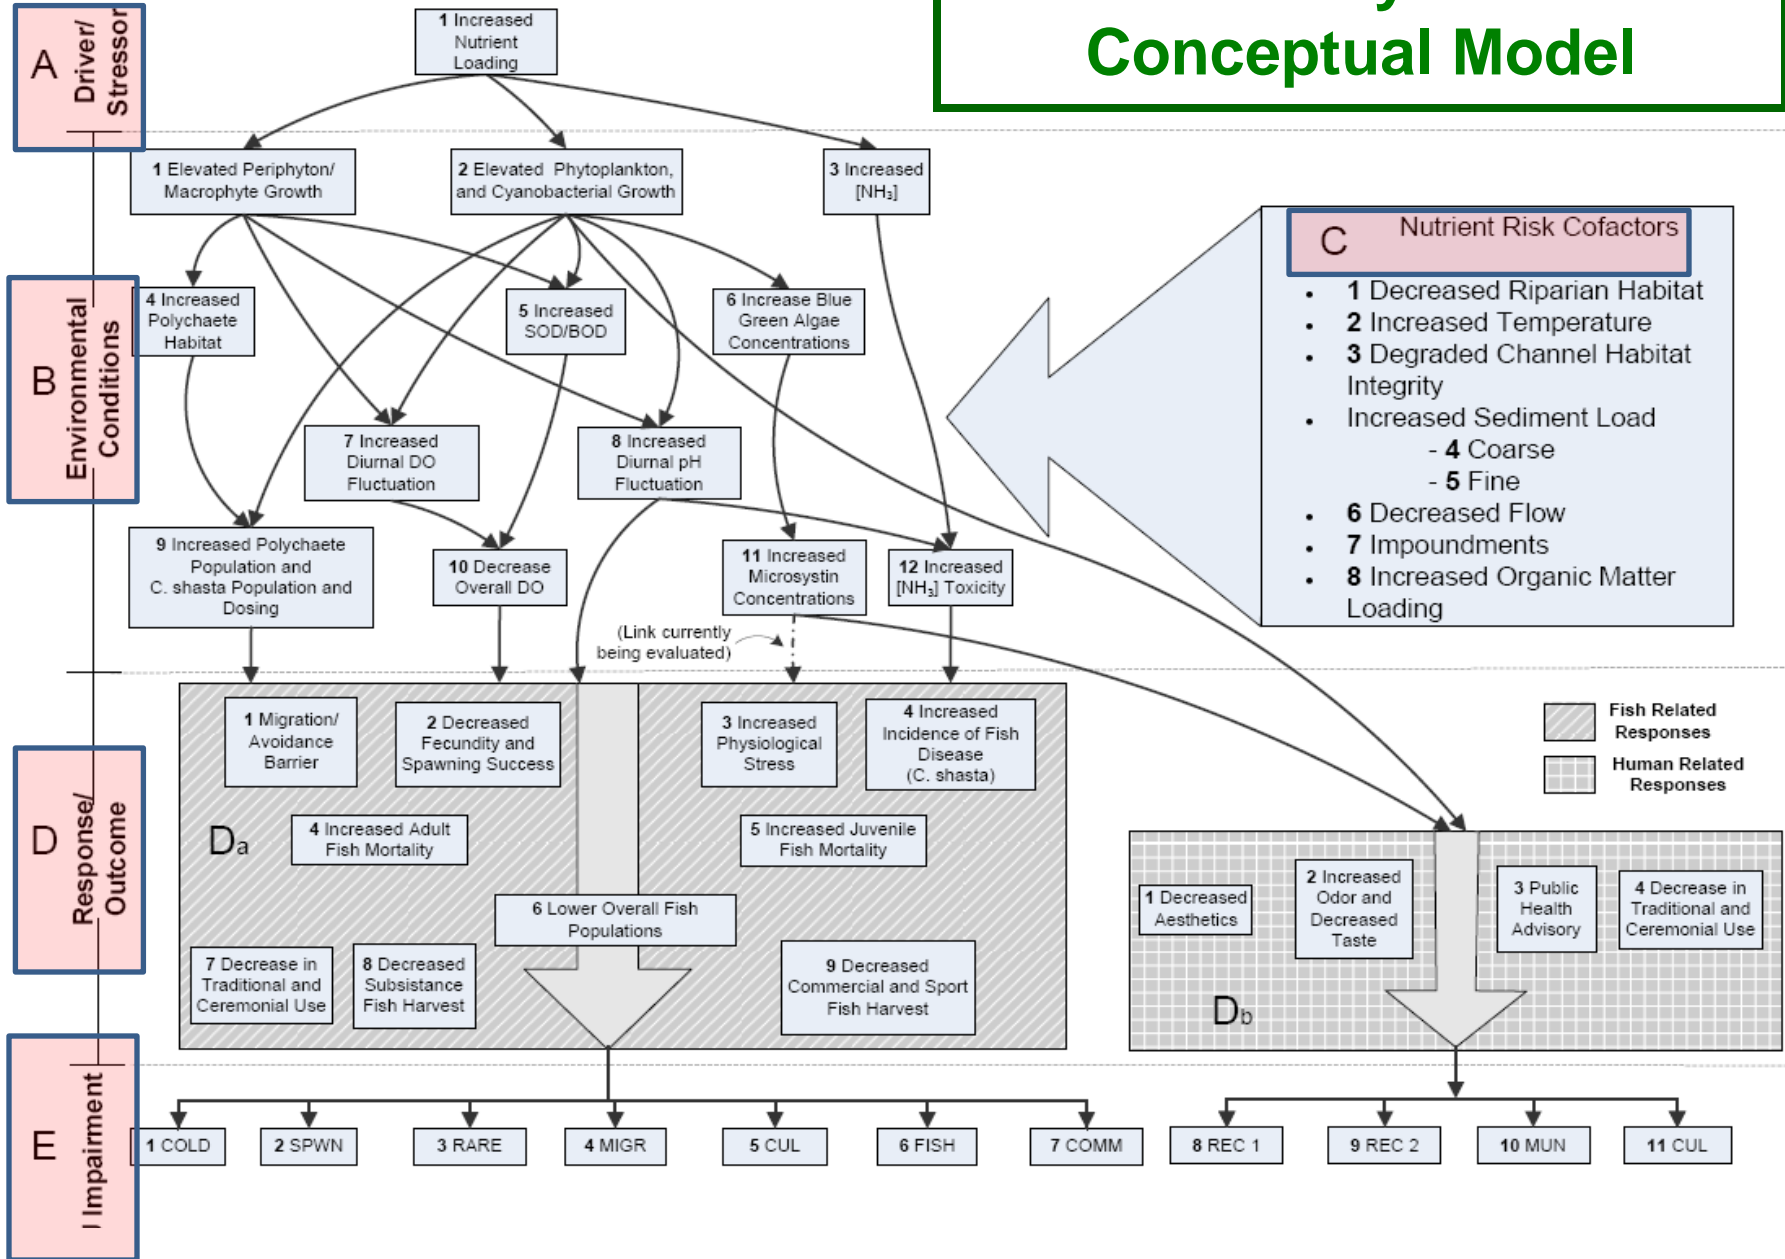 Conceptual Model
A
Driver/
Stressor
1 Increased
Nutrient
Loading
B
Environmental
Conditions
1 Elevated Periphyton/
Macrophyte Growth
2 Elevated Phytoplankton,
and Cyanobacterial Growth
3 Increased
[NH₃]
4 Increased
Polychaete
Habitat
5 Increased
SOD/BOD
6 Increase Blue
Green Algae
Concentrations
7 Increased
Diurnal DO
Fluctuation
8 Increased
Diurnal pH
Fluctuation
9 Increased Polychaete
Population and
C. shasta Population and
Dosing
10 Decrease
Overall DO
11 Increased
Microsystin
Concentrations
12 Increased
[NH₃] Toxicity
(Link currently
being evaluated)
C Nutrient Risk Cofactors
• 1 Decreased Riparian Habitat
• 2 Increased Temperature
• 3 Degraded Channel Habitat
Integrity
• Increased Sediment Load
- 4 Coarse
- 5 Fine
• 6 Decreased Flow
• 7 Impoundments
• 8 Increased Organic Matter
Loading
D
Response/
Outcome
Da
1 Migration/
Avoidance
Barrier
2 Decreased
Fecundity and
Spawning Success
3 Increased
Physiological
Stress
4 Increased
Incidence of Fish
Disease
(C. shasta)
4 Increased Adult
Fish Mortality
5 Increased Juvenile
Fish Mortality
6 Lower Overall Fish
Populations
7 Decrease in
Traditional and
Ceremonial Use
8 Decreased
Subsistance
Fish Harvest
9 Decreased
Commercial and Sport
Fish Harvest
Fish Related
Responses
Human Related
Responses
1 Decreased
Aesthetics
2 Increased
Odor and
Decreased
Taste
3 Public
Health
Advisory
4 Decrease in
Traditional and
Ceremonial Use
Db
E
Impairment
1 COLD
2 SPWN
3 RARE
4 MIGR
5 CUL
6 FISH
7 COMM
8 REC 1
9 REC 2
10 MUN
11 CUL